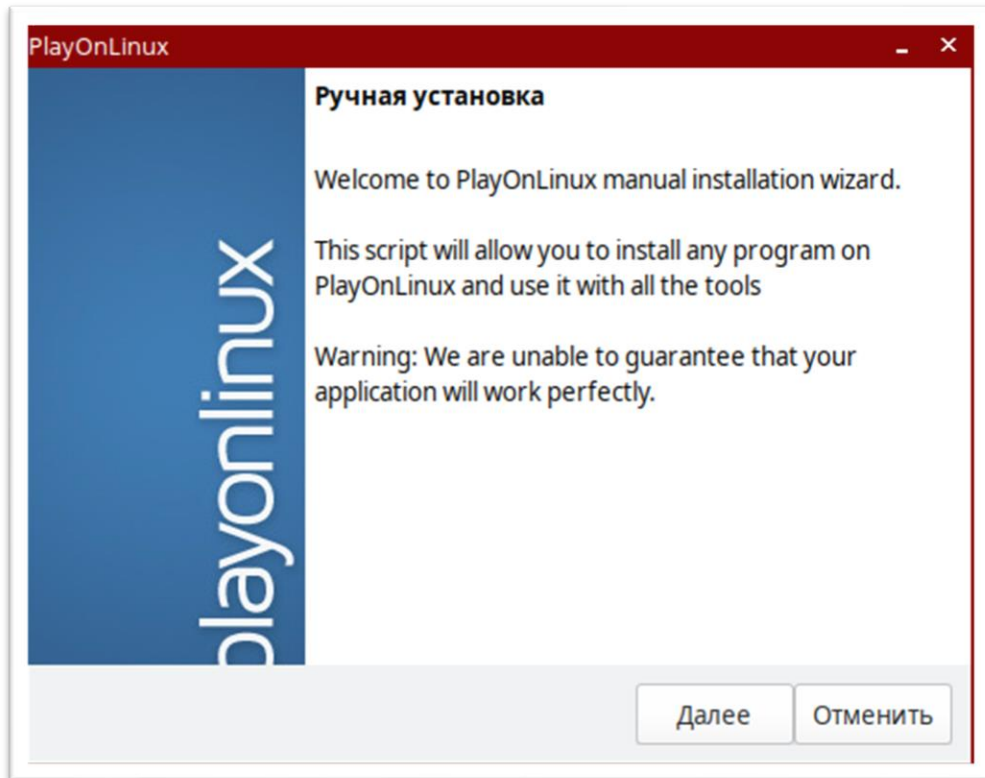 PlayOnLinux
Ручная установка
Welcome to PlayOnLinux manual installation wizard.
This script will allow you to install any program on
PlayOnLinux and use it with all the tools
Warning: We are unable to guarantee that your
application will work perfectly.
playonlinux
Далее
Отменить